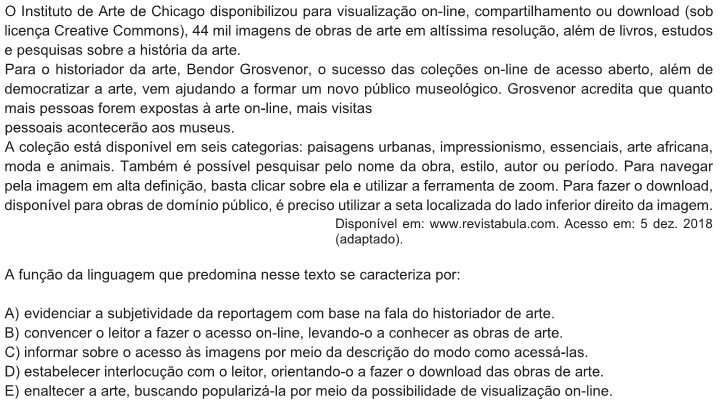 O Instituto de Arte de Chicago disponibilizou para visualização on-line, compartilhamento ou download (sob
licença Creative Commons), 44 mil imagens de obras de arte em altíssima resolução, além de livros, estudos
e pesquisas sobre a história da arte.
Para o historiador da arte, Bendor Grosvenor, o sucesso das coleções on-line de acesso aberto, além de
democratizar a arte, vem ajudando a formar um novo público museológico. Grosvenor acredita que quanto
mais pessoas forem expostas à arte on-line, mais visitas
pessoais acontecerão aos museus.
A coleção está disponível em seis categorias: paisagens urbanas, impressionismo, essenciais, arte africana,
moda e animais. Também é possível pesquisar pelo nome da obra, estilo, autor ou período. Para navegar
pela imagem em alta definição, basta clicar sobre ela e utilizar a ferramenta de zoom. Para fazer o download,
disponível para obras de domínio público, é preciso utilizar a seta localizada do lado inferior direito da imagem.
Disponível em: www.revistabula.com. Acesso em: 5 dez. 2018
(adaptado).
A função da linguagem que predomina nesse texto se caracteriza por:
A) evidenciar a subjetividade da reportagem com base na fala do historiador de arte.
B) convencer o leitor a fazer o acesso on-line, levando-o a conhecer as obras de arte.
C) informar sobre o acesso às imagens por meio da descrição do modo como acessá-las.
D) estabelecer interlocução com o leitor, orientando-o a fazer o download das obras de arte.
E) enaltecer a arte, buscando popularizá-la por meio da possibilidade de visualização on-line.